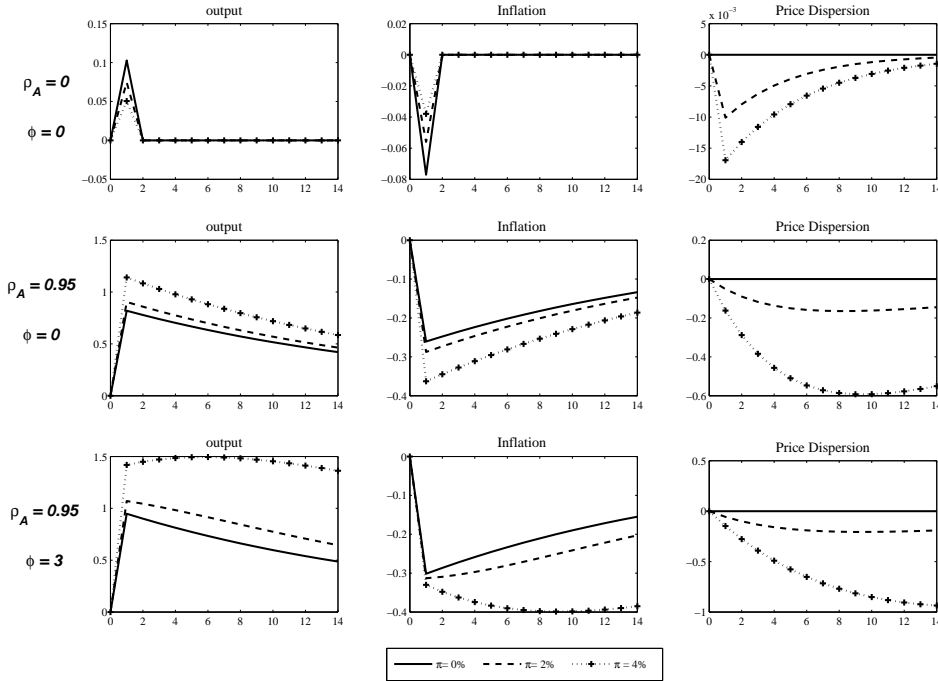 output
0.15
0.1
0.05
0
−0.05
0 2 4 6 8 10 12 14
Inflation
0.02
0
−0.02
−0.04
−0.06
−0.08
0 2 4 6 8 10 12 14
Price Dispersion
x 10⁻³
5
0
−5
−10
−15
−20
0 2 4 6 8 10 12 14
ρA = 0
ϕ = 0
output
1.5
1
0.5
0
0 2 4 6 8 10 12 14
Inflation
0
−0.1
−0.2
−0.3
−0.4
0 2 4 6 8 10 12 14
Price Dispersion
0.2
0
−0.2
−0.4
−0.6
0 2 4 6 8 10 12 14
ρA = 0.95
ϕ = 0
output
1.5
1
0.5
0
0 2 4 6 8 10 12 14
Inflation
0
−0.1
−0.2
−0.3
−0.4
0 2 4 6 8 10 12 14
Price Dispersion
0.5
0
−0.5
−1
0 2 4 6 8 10 12 14
ρA = 0.95
ϕ = 3
π= 0% π= 2% π = 4%